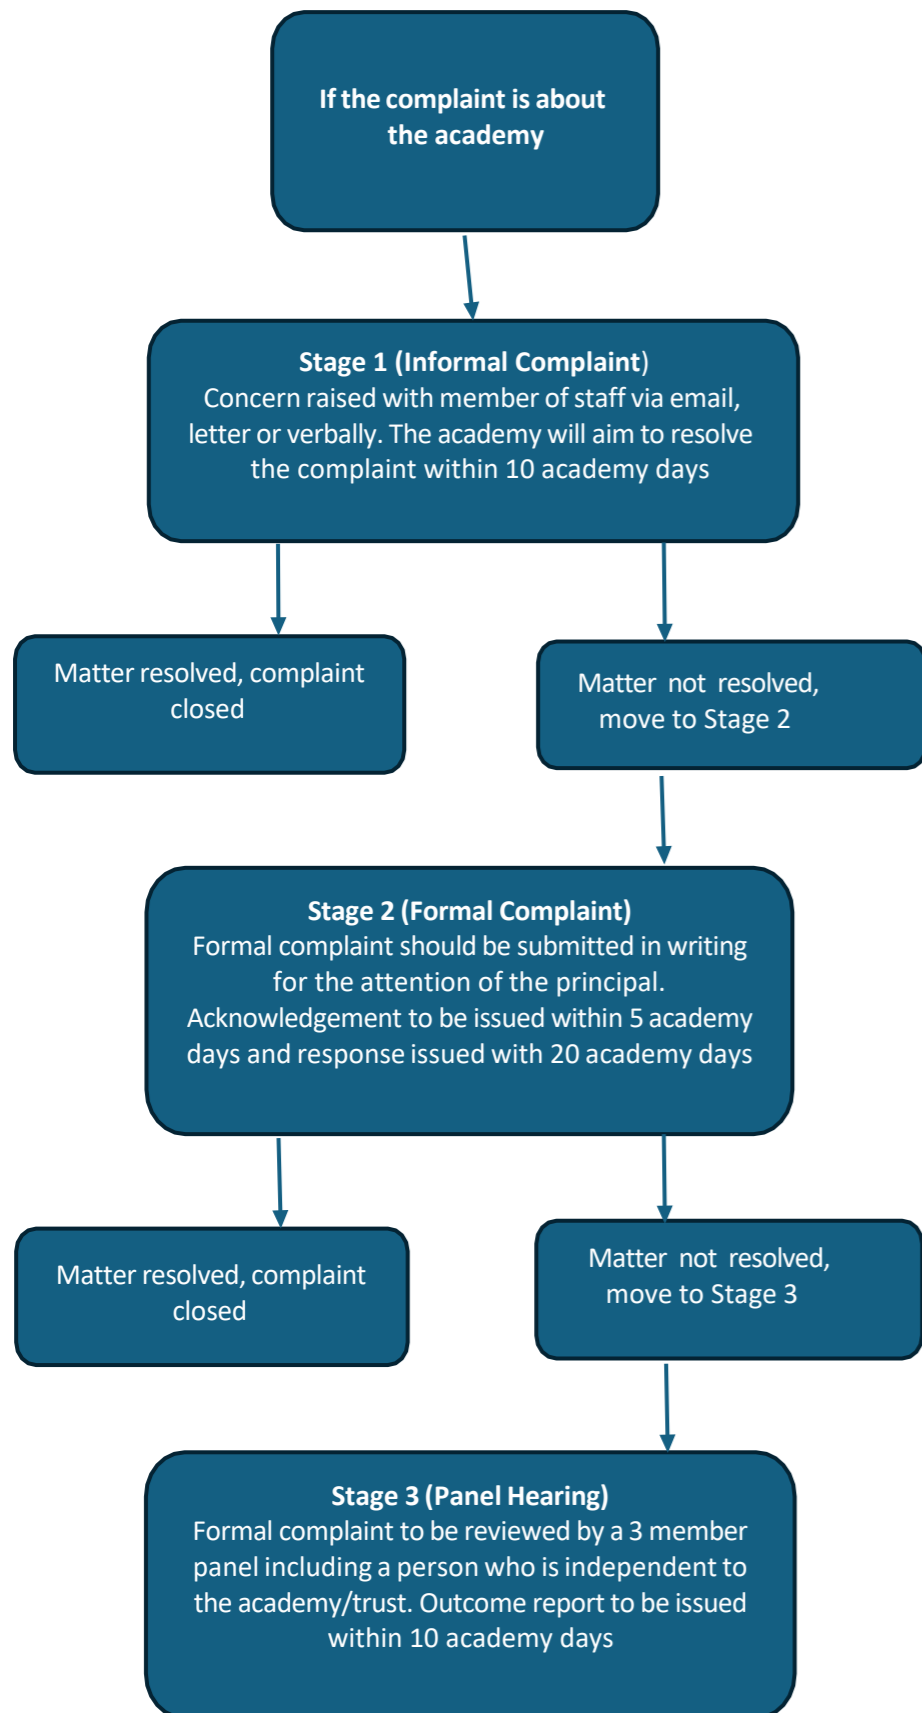 If the complaint is about
the academy
Stage 1 (Informal Complaint)
Concern raised with member of staff via email,
letter or verbally. The academy will aim to resolve
the complaint within 10 academy days
Matter resolved, complaint
closed
Matter not resolved,
move to Stage 2
Stage 2 (Formal Complaint)
Formal complaint should be submitted in writing
for the attention of the principal.
Acknowledgement to be issued within 5 academy
days and response issued with 20 academy days
Matter resolved, complaint
closed
Matter not resolved,
move to Stage 3
Stage 3 (Panel Hearing)
Formal complaint to be reviewed by a 3 member
panel including a person who is independent to
the academy/trust. Outcome report to be issued
within 10 academy days